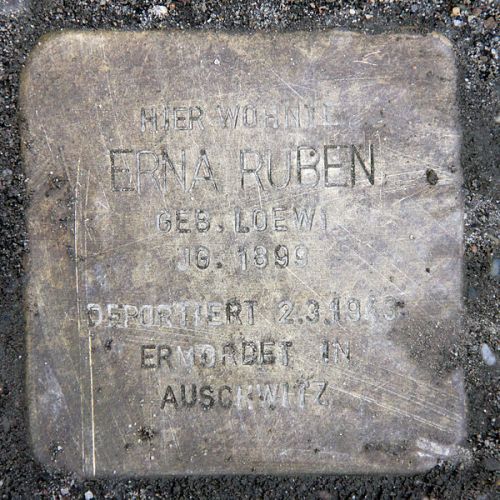 HIER WOHNTE
ERNA RUBEN
GEB. LOEWI
JG. 1899
DEPORTIERT 2.3.1943
ERMORDET IN
AUSCHWITZ